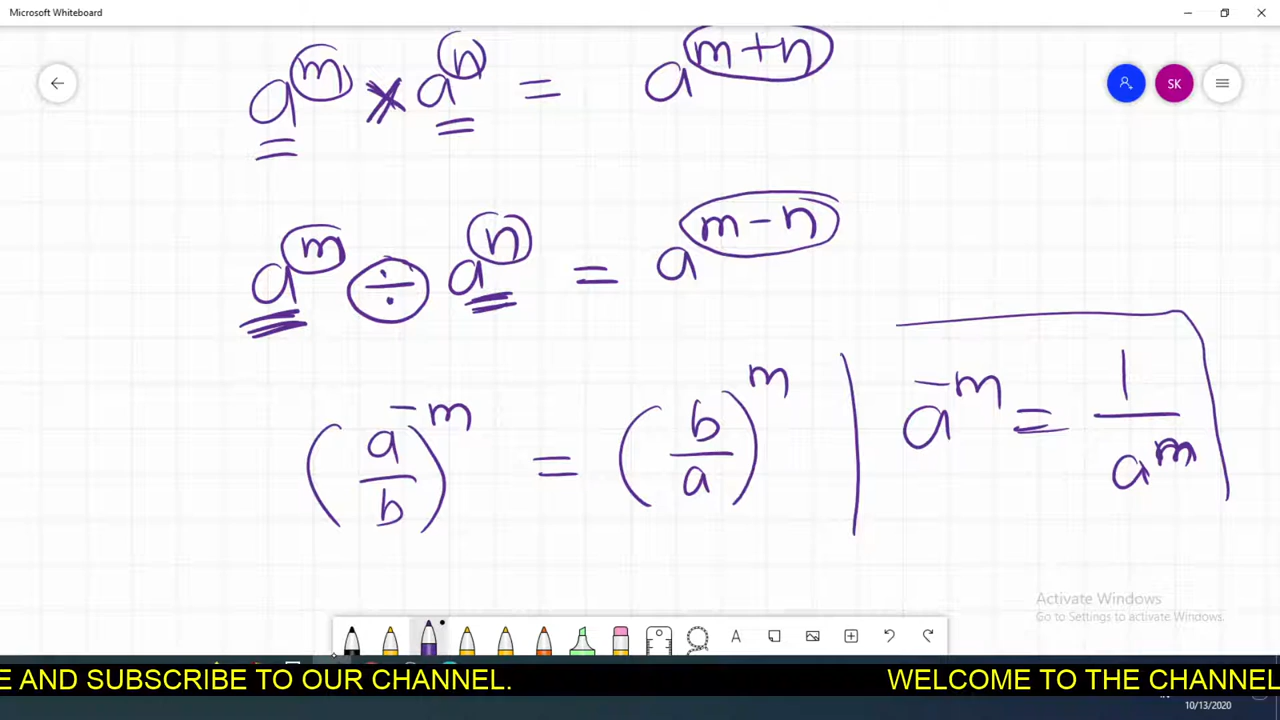 Microsoft Whiteboard
a^m × a^n = a^(m+n)
SK
a^m ÷ a^n = a^(m-n)
(a/b)^-m = (b/a)^m | a^-m = 1/a^m
Activate Windows
Go to Settings to activate Windows.
E AND SUBSCRIBE TO OUR CHANNEL. WELCOME TO THE CHANNEL
10/13/2020